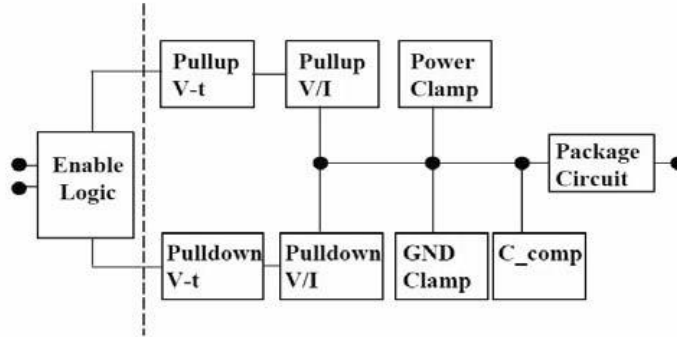 Pullup
V-t
Pullup
V/I
Power
Clamp
Enable
Logic
Package
Circuit
Pulldown
V-t
Pulldown
V/I
GND
Clamp
C_comp